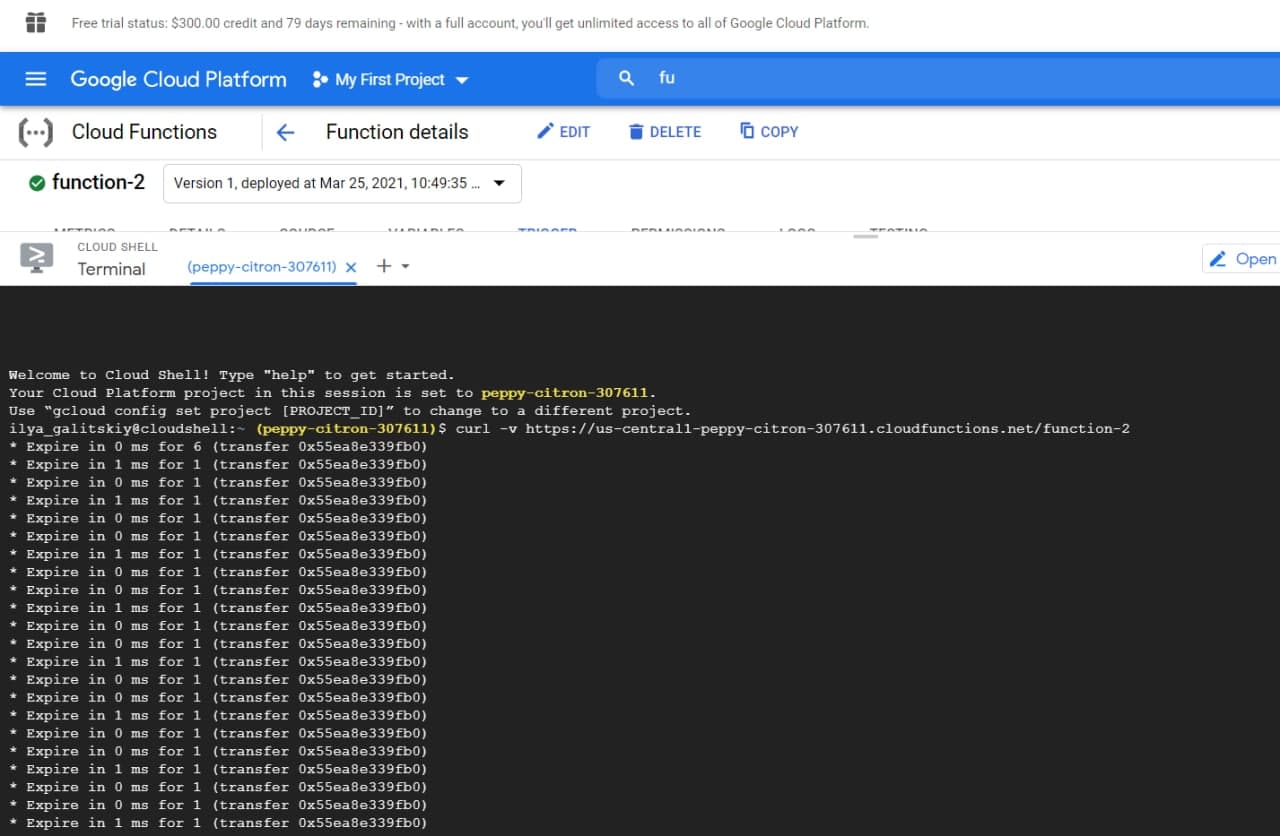 Free trial status: $300.00 credit and 79 days remaining - with a full account, you'll get unlimited access to all of Google Cloud Platform.
Google Cloud Platform My First Project fu
Cloud Functions Function details EDIT DELETE COPY
function-2 Version 1, deployed at Mar 25, 2021, 10:49:35 ...
METRICS DETAILS SOURCE VARIABLES TRIGGER PERMISSIONS LOGS TESTING
CLOUD SHELL
Terminal (peppy-citron-307611) Open
Welcome to Cloud Shell! Type "help" to get started.
Your Cloud Platform project in this session is set to peppy-citron-307611.
Use “gcloud config set project [PROJECT_ID]” to change to a different project.
ilya_galitskiy@cloudshell:~ (peppy-citron-307611)$ curl -v https://us-central1-peppy-citron-307611.cloudfunctions.net/function-2
* Expire in 0 ms for 6 (transfer 0x55ea8e339fb0)
* Expire in 1 ms for 1 (transfer 0x55ea8e339fb0)
* Expire in 0 ms for 1 (transfer 0x55ea8e339fb0)
* Expire in 1 ms for 1 (transfer 0x55ea8e339fb0)
* Expire in 0 ms for 1 (transfer 0x55ea8e339fb0)
* Expire in 0 ms for 1 (transfer 0x55ea8e339fb0)
* Expire in 1 ms for 1 (transfer 0x55ea8e339fb0)
* Expire in 0 ms for 1 (transfer 0x55ea8e339fb0)
* Expire in 0 ms for 1 (transfer 0x55ea8e339fb0)
* Expire in 1 ms for 1 (transfer 0x55ea8e339fb0)
* Expire in 0 ms for 1 (transfer 0x55ea8e339fb0)
* Expire in 0 ms for 1 (transfer 0x55ea8e339fb0)
* Expire in 1 ms for 1 (transfer 0x55ea8e339fb0)
* Expire in 0 ms for 1 (transfer 0x55ea8e339fb0)
* Expire in 0 ms for 1 (transfer 0x55ea8e339fb0)
* Expire in 1 ms for 1 (transfer 0x55ea8e339fb0)
* Expire in 0 ms for 1 (transfer 0x55ea8e339fb0)
* Expire in 0 ms for 1 (transfer 0x55ea8e339fb0)
* Expire in 1 ms for 1 (transfer 0x55ea8e339fb0)
* Expire in 0 ms for 1 (transfer 0x55ea8e339fb0)
* Expire in 0 ms for 1 (transfer 0x55ea8e339fb0)
* Expire in 1 ms for 1 (transfer 0x55ea8e339fb0)